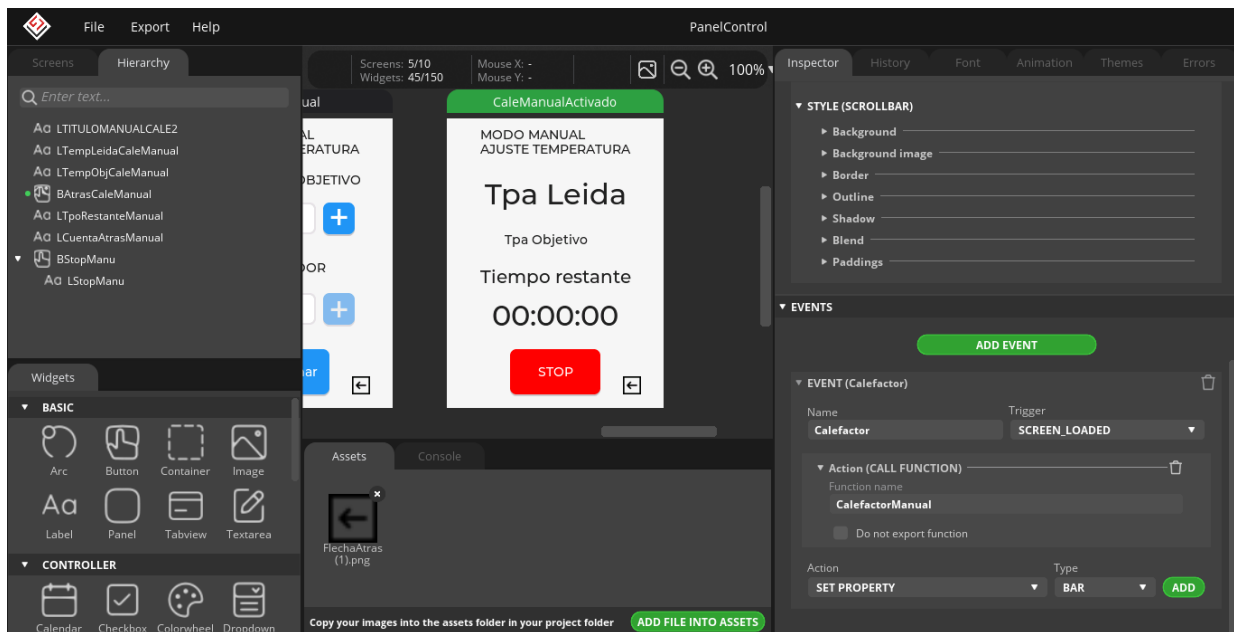 File Export Help PanelControl
Screens Hierarchy
Enter text...
LTITULOMANUALCALE2
LTempLeidaCaleManual
LTempObjCaleManual
BAtrasCaleManual
LTpoRestanteManual
LCuentaAtrasManual
BStopManu
LStopManu
Widgets
BASIC
Arc Button Container Image
Label Panel Tabview Textarea
CONTROLLER
Calendar Checkbox Colorwheel Dropdown
Screens: 5/10
Widgets: 45/150
Mouse X: -
Mouse Y: -
100%
ual
AL
ERATURA
OBJETIVO
+
DOR
+
ar
CaleManualActivado
MODO MANUAL
AJUSTE TEMPERATURA
Tpa Leida
Tpa Objetivo
Tiempo restante
00:00:00
STOP
Assets Console
FlechaAtras
(1).png
Copy your images into the assets folder in your project folder ADD FILE INTO ASSETS
Inspector History Font Animation Themes Errors
STYLE (SCROLLBAR)
Background
Background image
Border
Outline
Shadow
Blend
Paddings
EVENTS
ADD EVENT
EVENT (Calefactor)
Name Trigger
Calefactor SCREEN_LOADED
Action (CALL FUNCTION)
Function name
CalefactorManual
Do not export function
Action Type
SET PROPERTY BAR ADD